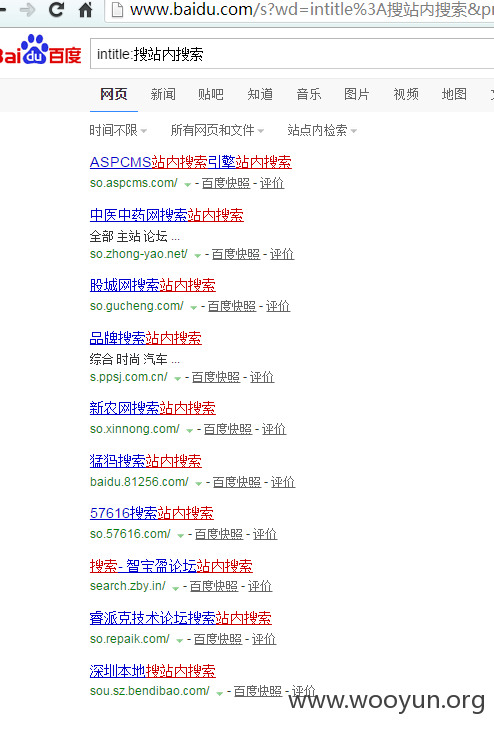 www.baidu.com/s?wd=intitle%3A搜站内搜索&pr
Bai du 百度
intitle:搜站内搜索
网页 新闻 贴吧 知道 音乐 图片 视频 地图
时间不限 所有网页和文件 站点内检索
ASPCMS站内搜索引擎站内搜索
so.aspcms.com/ - 百度快照 - 评价
中医中药网搜索站内搜索
全部 主站 论坛 ...
so.zhong-yao.net/ - 百度快照 - 评价
股城网搜索站内搜索
so.gucheng.com/ - 百度快照 - 评价
品牌搜索站内搜索
综合 时尚 汽车 ...
s.ppsj.com.cn/ - 百度快照 - 评价
新农网搜索站内搜索
so.xinnong.com/ - 百度快照 - 评价
猛犸搜索站内搜索
baidu.81256.com/ - 百度快照 - 评价
57616搜索站内搜索
so.57616.com/ - 百度快照 - 评价
搜索- 智宝盈论坛站内搜索
search.zby.in/ - 百度快照 - 评价
睿派克技术论坛搜索站内搜索
so.repaik.com/ - 百度快照 - 评价
深圳本地搜站内搜索
sou.sz.bendibao.com/ - 百度快照 - 评价
www.wooyun.org